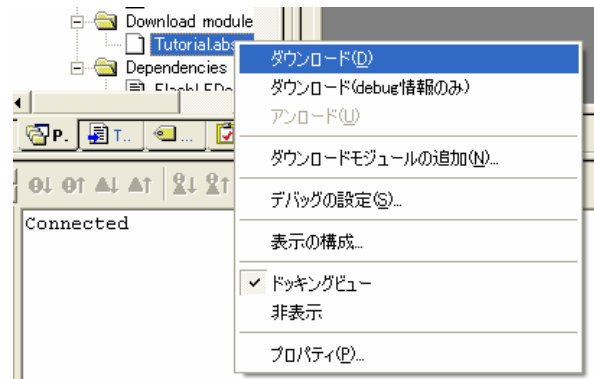 Download module
Tutorial.abs
Dependencies
ダウンロード(D)
ダウンロード(debug情報のみ)
アンロード(U)
ダウンロードモジュールの追加(N)...
デバッグの設定(S)...
表示の構成...
ドッキングビュー
非表示
プロパティ(P)...
P.
T..
...
Connected